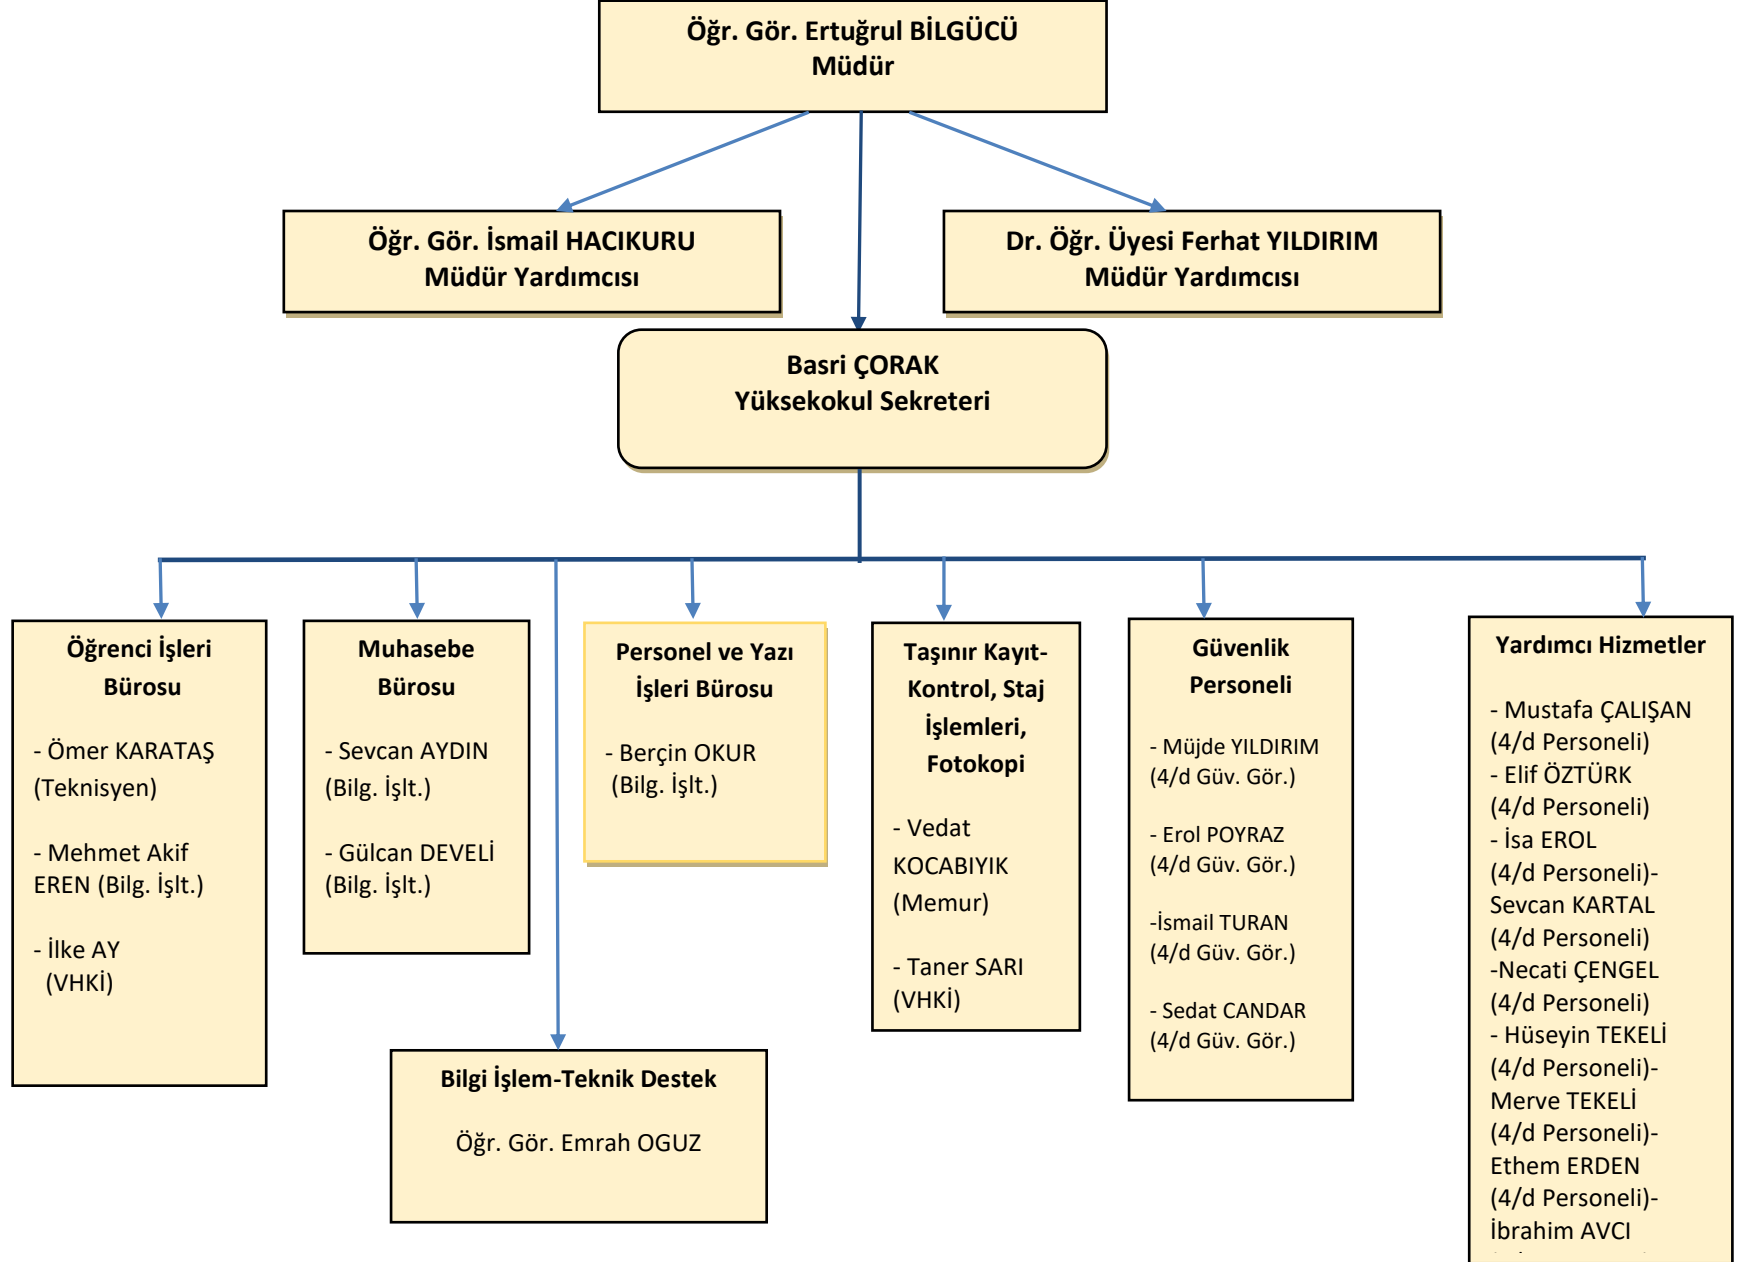 Öğr. Gör. Ertuğrul BİLGÜCÜ
Müdür
Öğr. Gör. İsmail HACIKURU
Müdür Yardımcısı
Dr. Öğr. Üyesi Ferhat YILDIRIM
Müdür Yardımcısı
Basri ÇORAK
Yüksekokul Sekreteri
Öğrenci İşleri
Bürosu
- Ömer KARATAŞ
(Teknisyen)
- Mehmet Akif
EREN (Bilg. İşlt.)
- İlke AY
(VHKİ)
Muhasebe
Bürosu
- Sevcan AYDIN
(Bilg. İşlt.)
- Gülcan DEVELİ
(Bilg. İşlt.)
Personel ve Yazı
İşleri Bürosu
- Berçin OKUR
(Bilg. İşlt.)
Taşınır Kayıt-
Kontrol, Staj
İşlemleri,
Fotokopi
- Vedat
KOCABIYIK
(Memur)
- Taner SARI
(VHKİ)
Güvenlik
Personeli
- Müjde YILDIRIM
(4/d Güv. Gör.)
- Erol POYRAZ
(4/d Güv. Gör.)
-İsmail TURAN
(4/d Güv. Gör.)
- Sedat CANDAR
(4/d Güv. Gör.)
Yardımcı Hizmetler
- Mustafa ÇALIŞAN
(4/d Personeli)
- Elif ÖZTÜRK
(4/d Personeli)
- İsa EROL
(4/d Personeli)-
Sevcan KARTAL
(4/d Personeli)
-Necati ÇENGEL
(4/d Personeli)
- Hüseyin TEKELİ
(4/d Personeli)-
Merve TEKELİ
(4/d Personeli)-
Ethem ERDEN
(4/d Personeli)-
İbrahim AVCI
Bilgi İşlem-Teknik Destek
Öğr. Gör. Emrah OGUZ